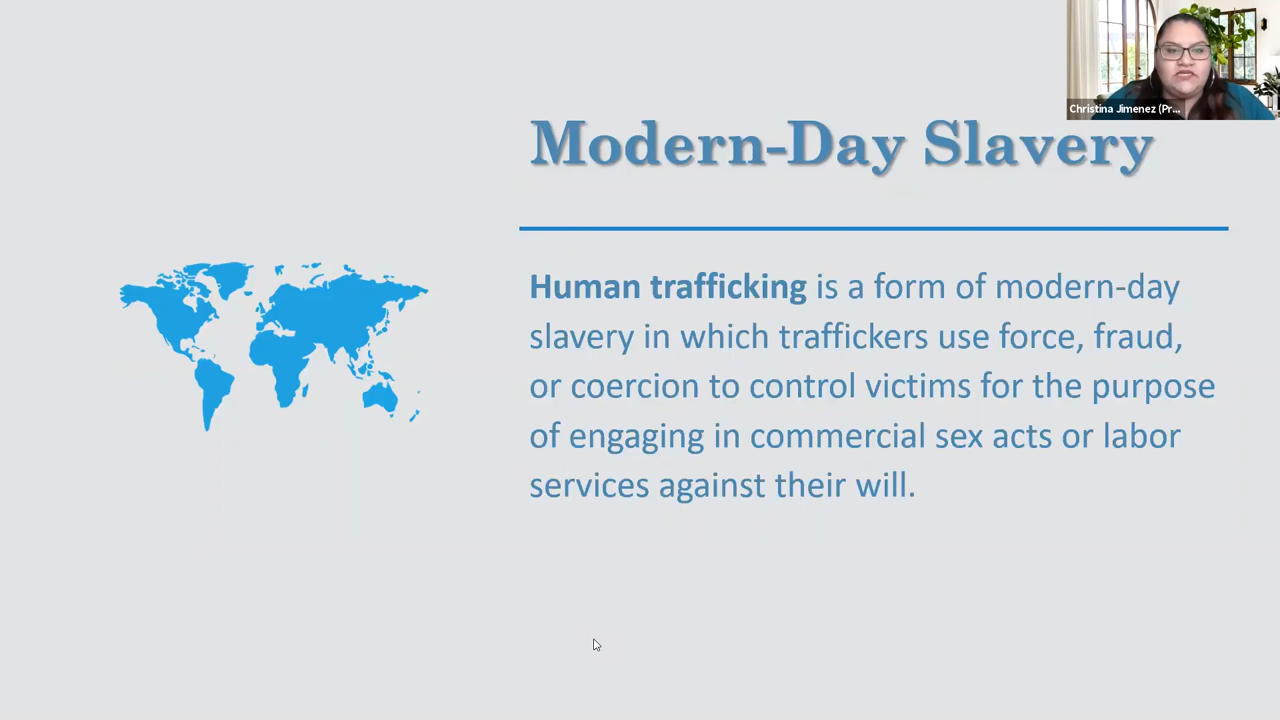 Christina Jimenez (Pr...
Modern-Day Slavery
Human trafficking is a form of modern-day
slavery in which traffickers use force, fraud,
or coercion to control victims for the purpose
of engaging in commercial sex acts or labor
services against their will.